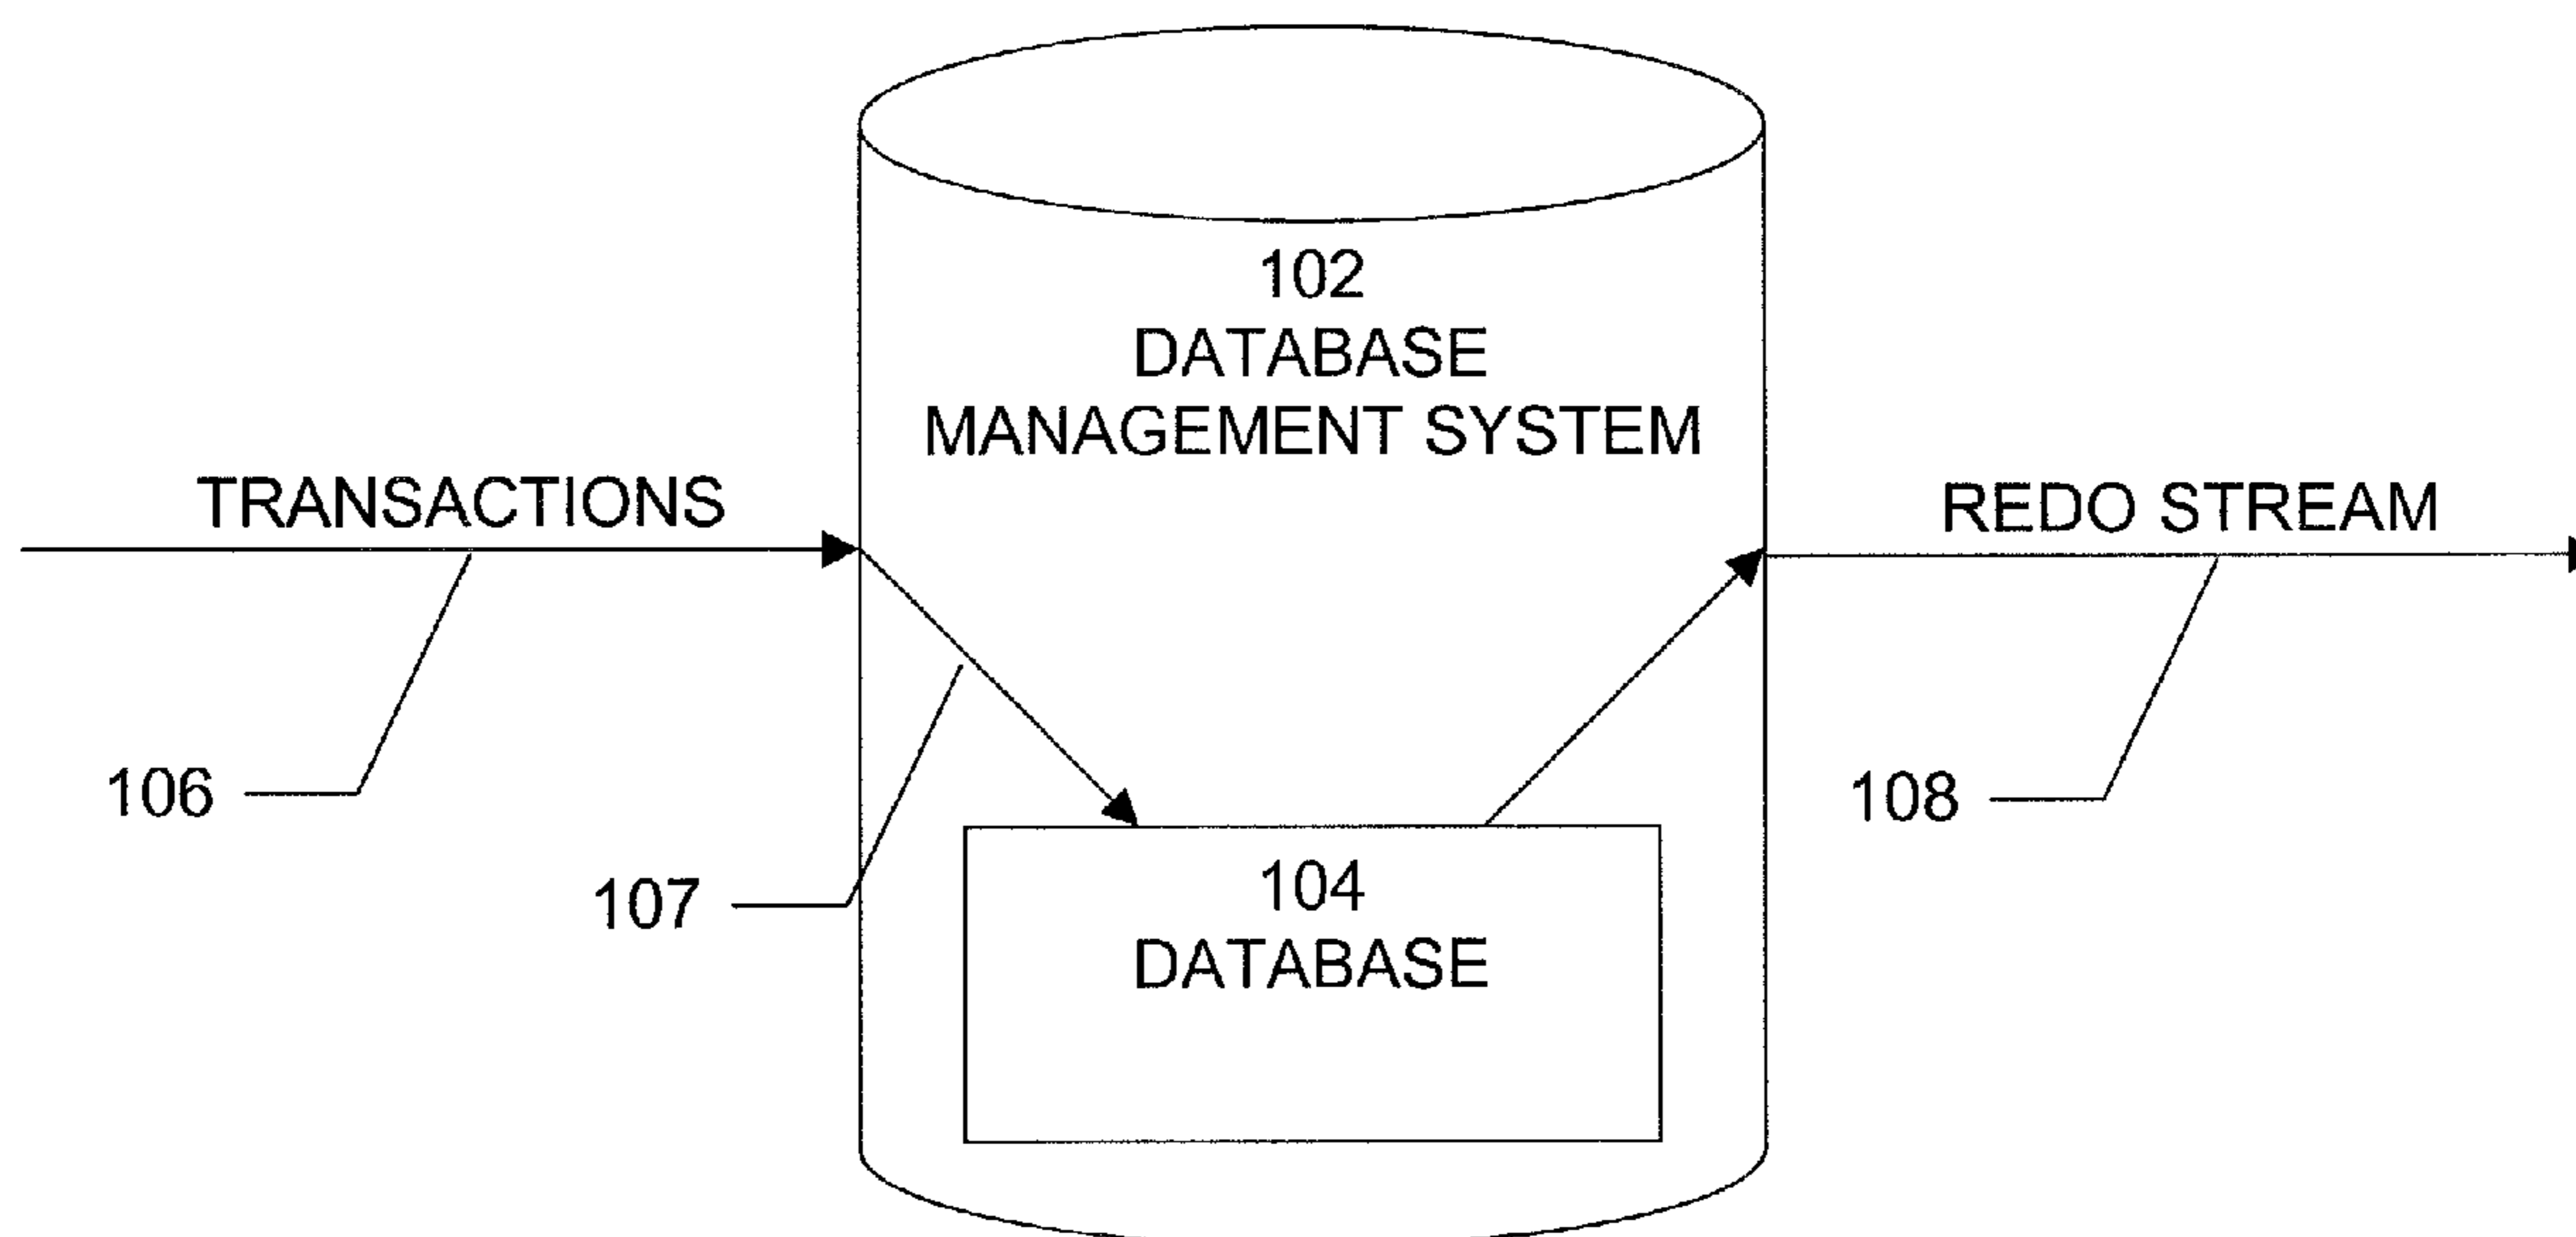 102
DATABASE
MANAGEMENT SYSTEM
TRANSACTIONS
REDO STREAM
106
108
107
104
DATABASE